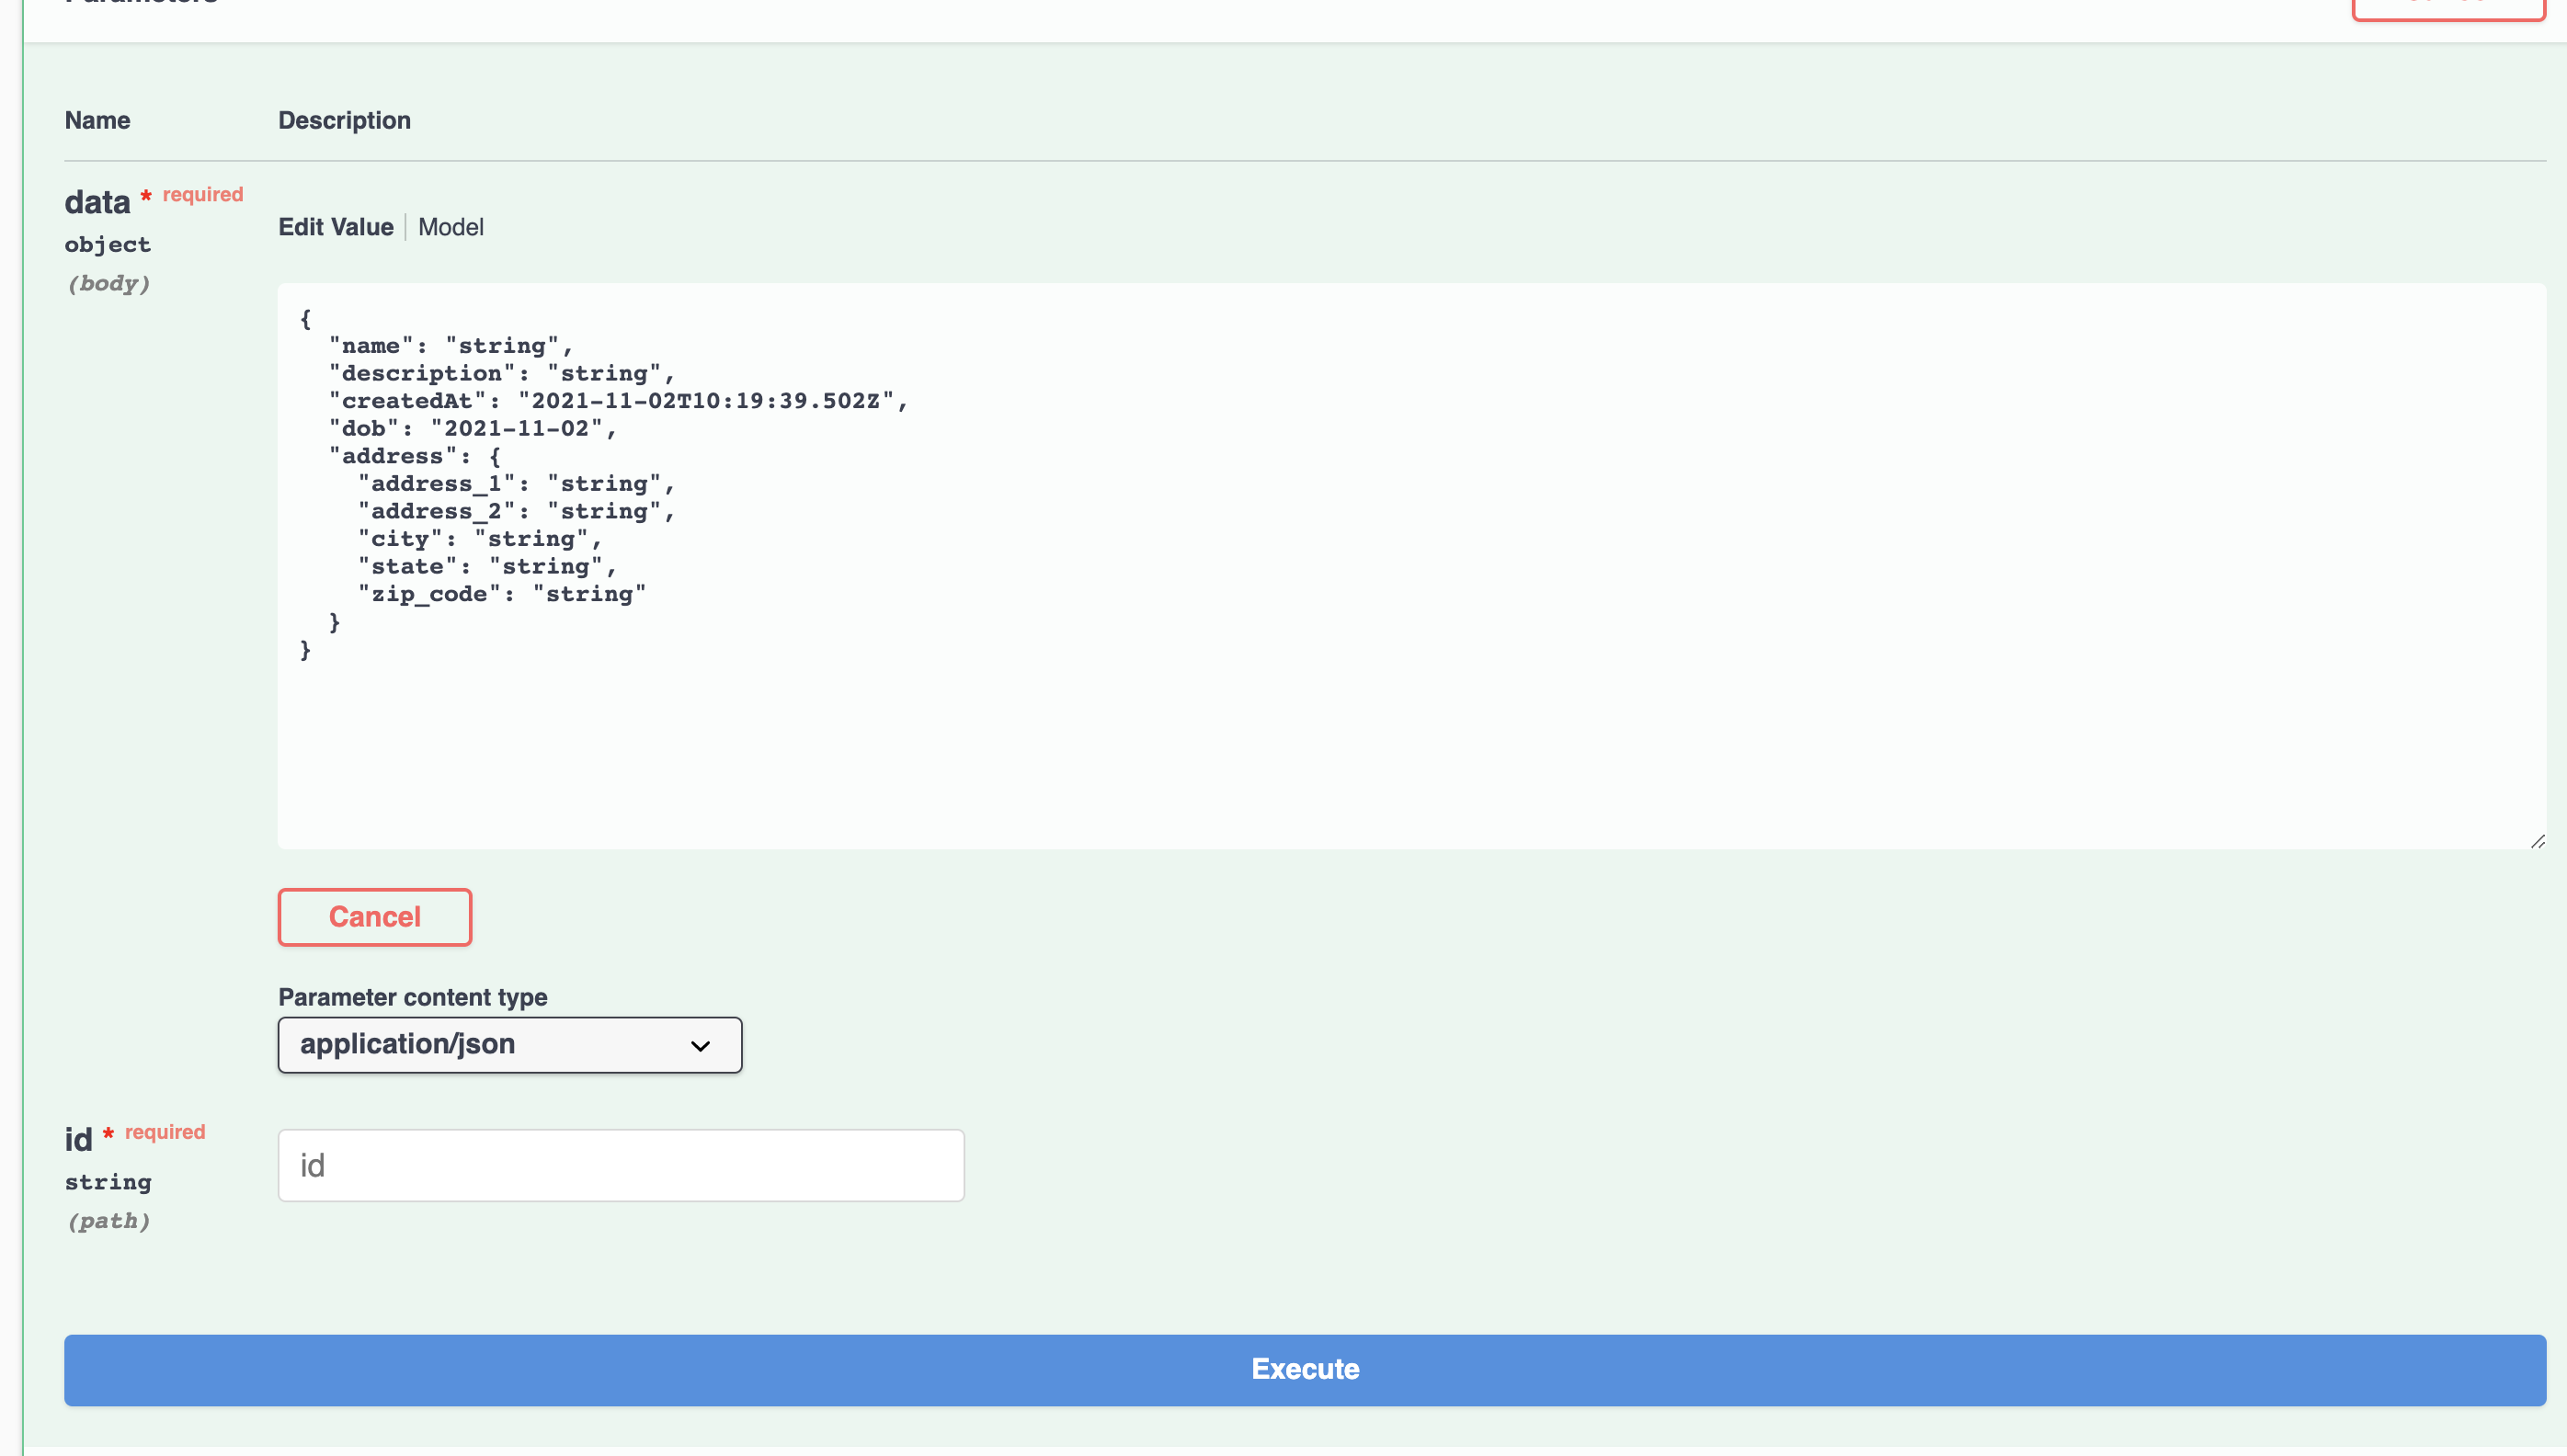 Parameters
Name Description
data * required
object
(body)
Edit Value | Model
{
  "name": "string",
  "description": "string",
  "createdAt": "2021-11-02T10:19:39.502Z",
  "dob": "2021-11-02",
  "address": {
    "address_1": "string",
    "address_2": "string",
    "city": "string",
    "state": "string",
    "zip_code": "string"
  }
}
Cancel
Parameter content type
application/json
id * required
string
(path)
id
Execute